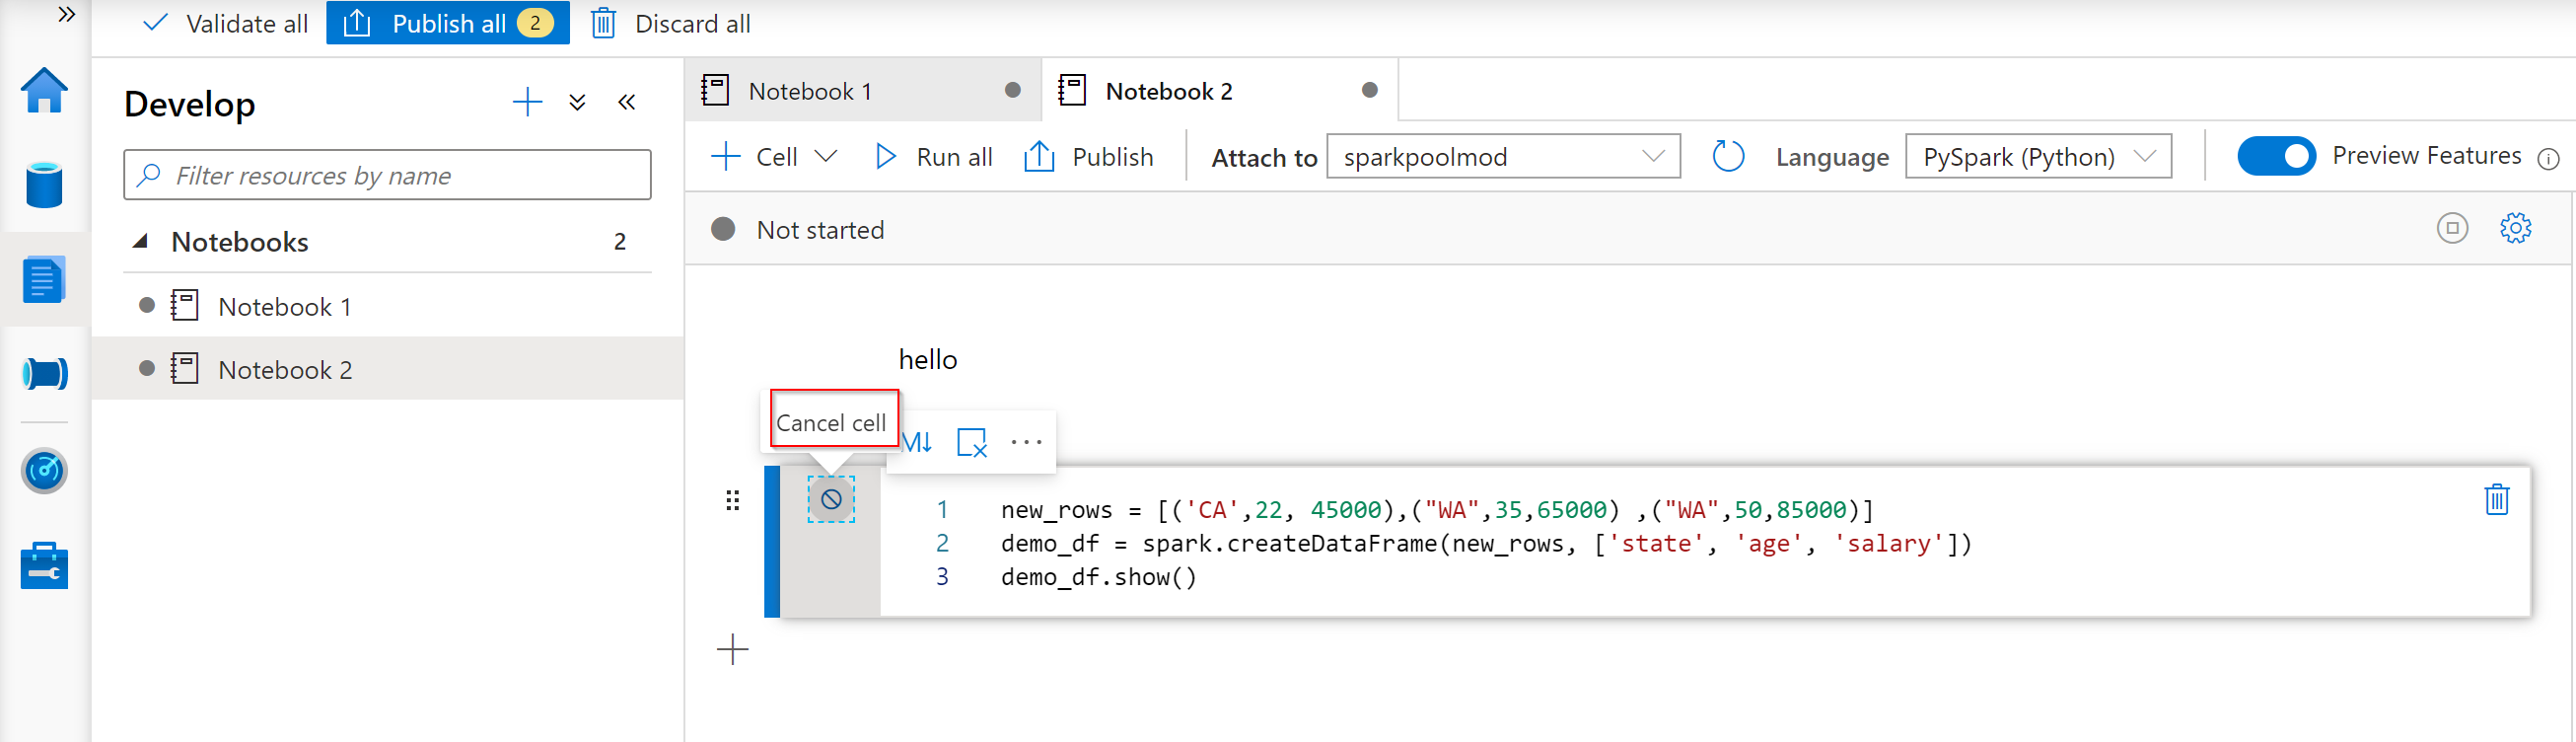 Validate all Publish all 2 Discard all
Develop
Filter resources by name
Notebooks 2
Notebook 1
Notebook 2
Notebook 1 Notebook 2
Cell Run all Publish Attach to sparkpoolmod Language PySpark (Python) Preview Features
Not started
hello
Cancel cell
M↓ ...
1 new_rows = [('CA',22, 45000),("WA",35,65000) ,("WA",50,85000)]
2 demo_df = spark.createDataFrame(new_rows, ['state', 'age', 'salary'])
3 demo_df.show()